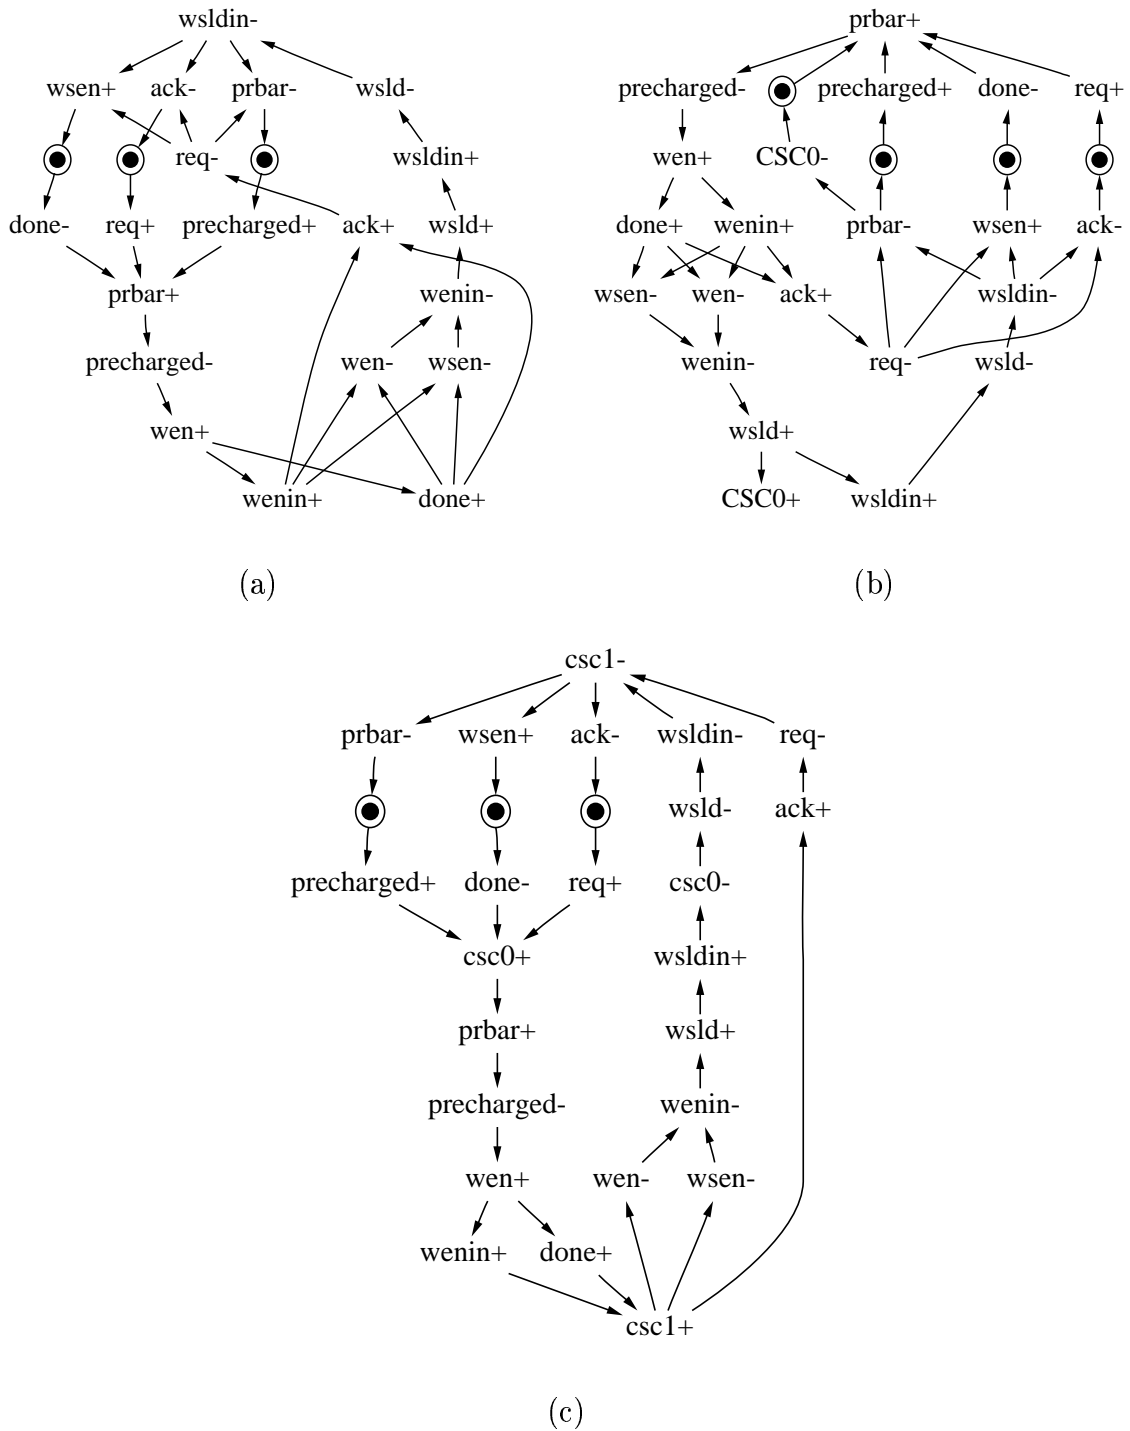 wsldin- prbar+
wsen+ ack- prbar- wsld- precharged- precharged+ done- req+
req- wsldin+ wen+ CSC0-
done- req+ precharged+ ack+ wsld+ done+ wenin+ prbar- wsen+ ack-
prbar+ wenin- wsen- wen- ack+ wsldin-
precharged- wen- wsen- wenin- req- wsld-
wen+ wsld+
wenin+ done+ CSC0+ wsldin+
(a) (b)
csc1-
prbar- wsen+ ack- wsldin- req-
wsld- ack+
precharged+ done- req+ csc0-
csc0+ wsldin+
prbar+ wsld+
precharged- wenin-
wen+ wen- wsen-
wenin+ done+
csc1+
(c)